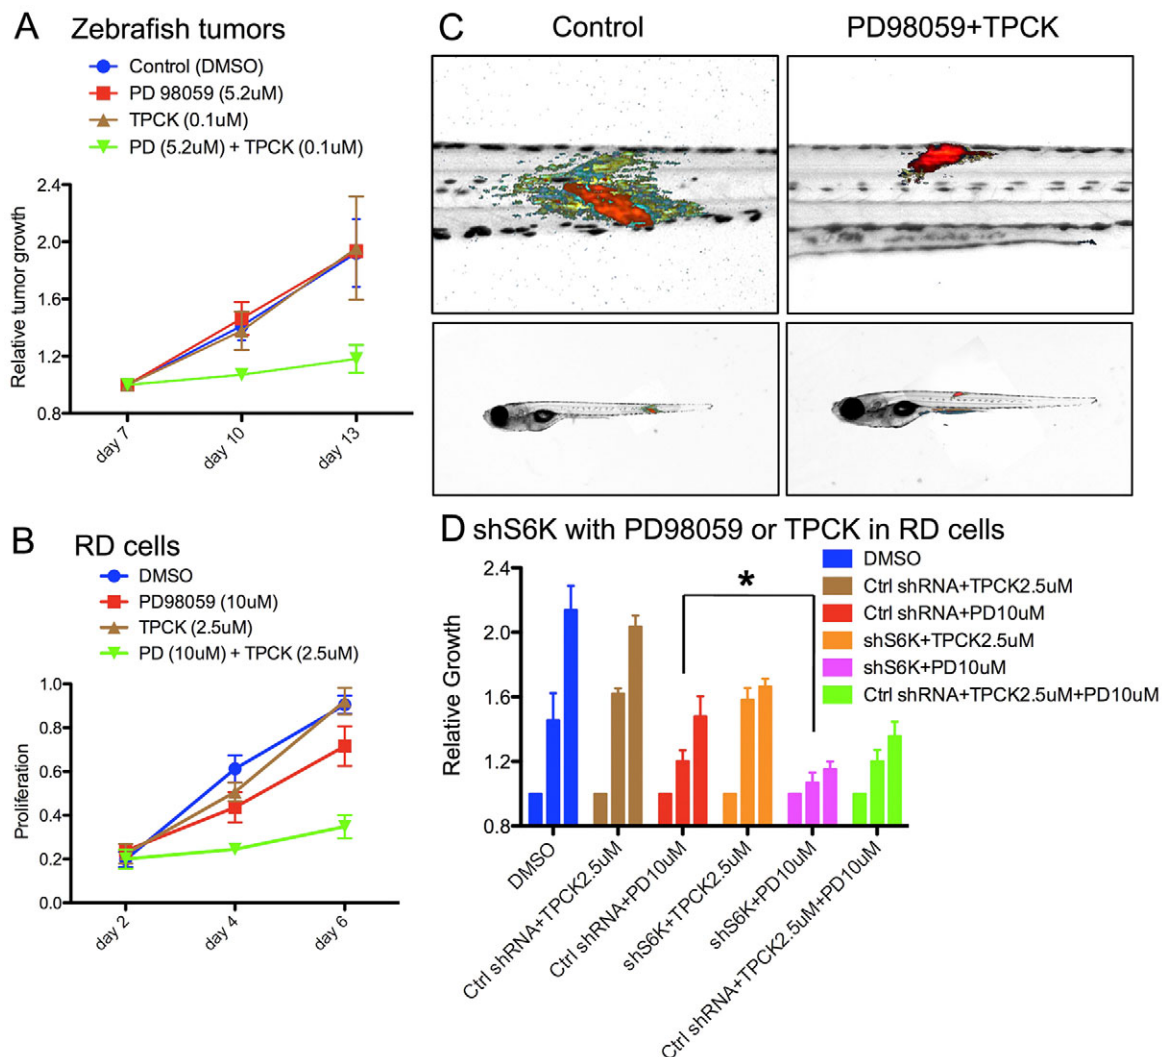 A Zebrafish tumors
Control (DMSO)
PD 98059 (5.2uM)
TPCK (0.1uM)
PD (5.2uM) + TPCK (0.1uM)
Relative tumor growth
2.4
2.0
1.6
1.2
0.8
day 7
day 10
day 13
B RD cells
DMSO
PD98059 (10uM)
TPCK (2.5uM)
PD (10uM) + TPCK (2.5uM)
Proliferation
1.0
0.8
0.6
0.4
0.2
0.0
day 2
day 4
day 6
C
Control
PD98059+TPCK
D shS6K with PD98059 or TPCK in RD cells
DMSO
Ctrl shRNA+TPCK2.5uM
Ctrl shRNA+PD10uM
shS6K+TPCK2.5uM
shS6K+PD10uM
Ctrl shRNA+TPCK2.5uM+PD10uM
*
Relative Growth
2.4
2.0
1.6
1.2
0.8
DMSO
Ctrl shRNA+TPCK2.5uM
Ctrl shRNA+PD10uM
shS6K+TPCK2.5uM
shS6K+PD10uM
Ctrl shRNA+TPCK2.5uM+PD10uM